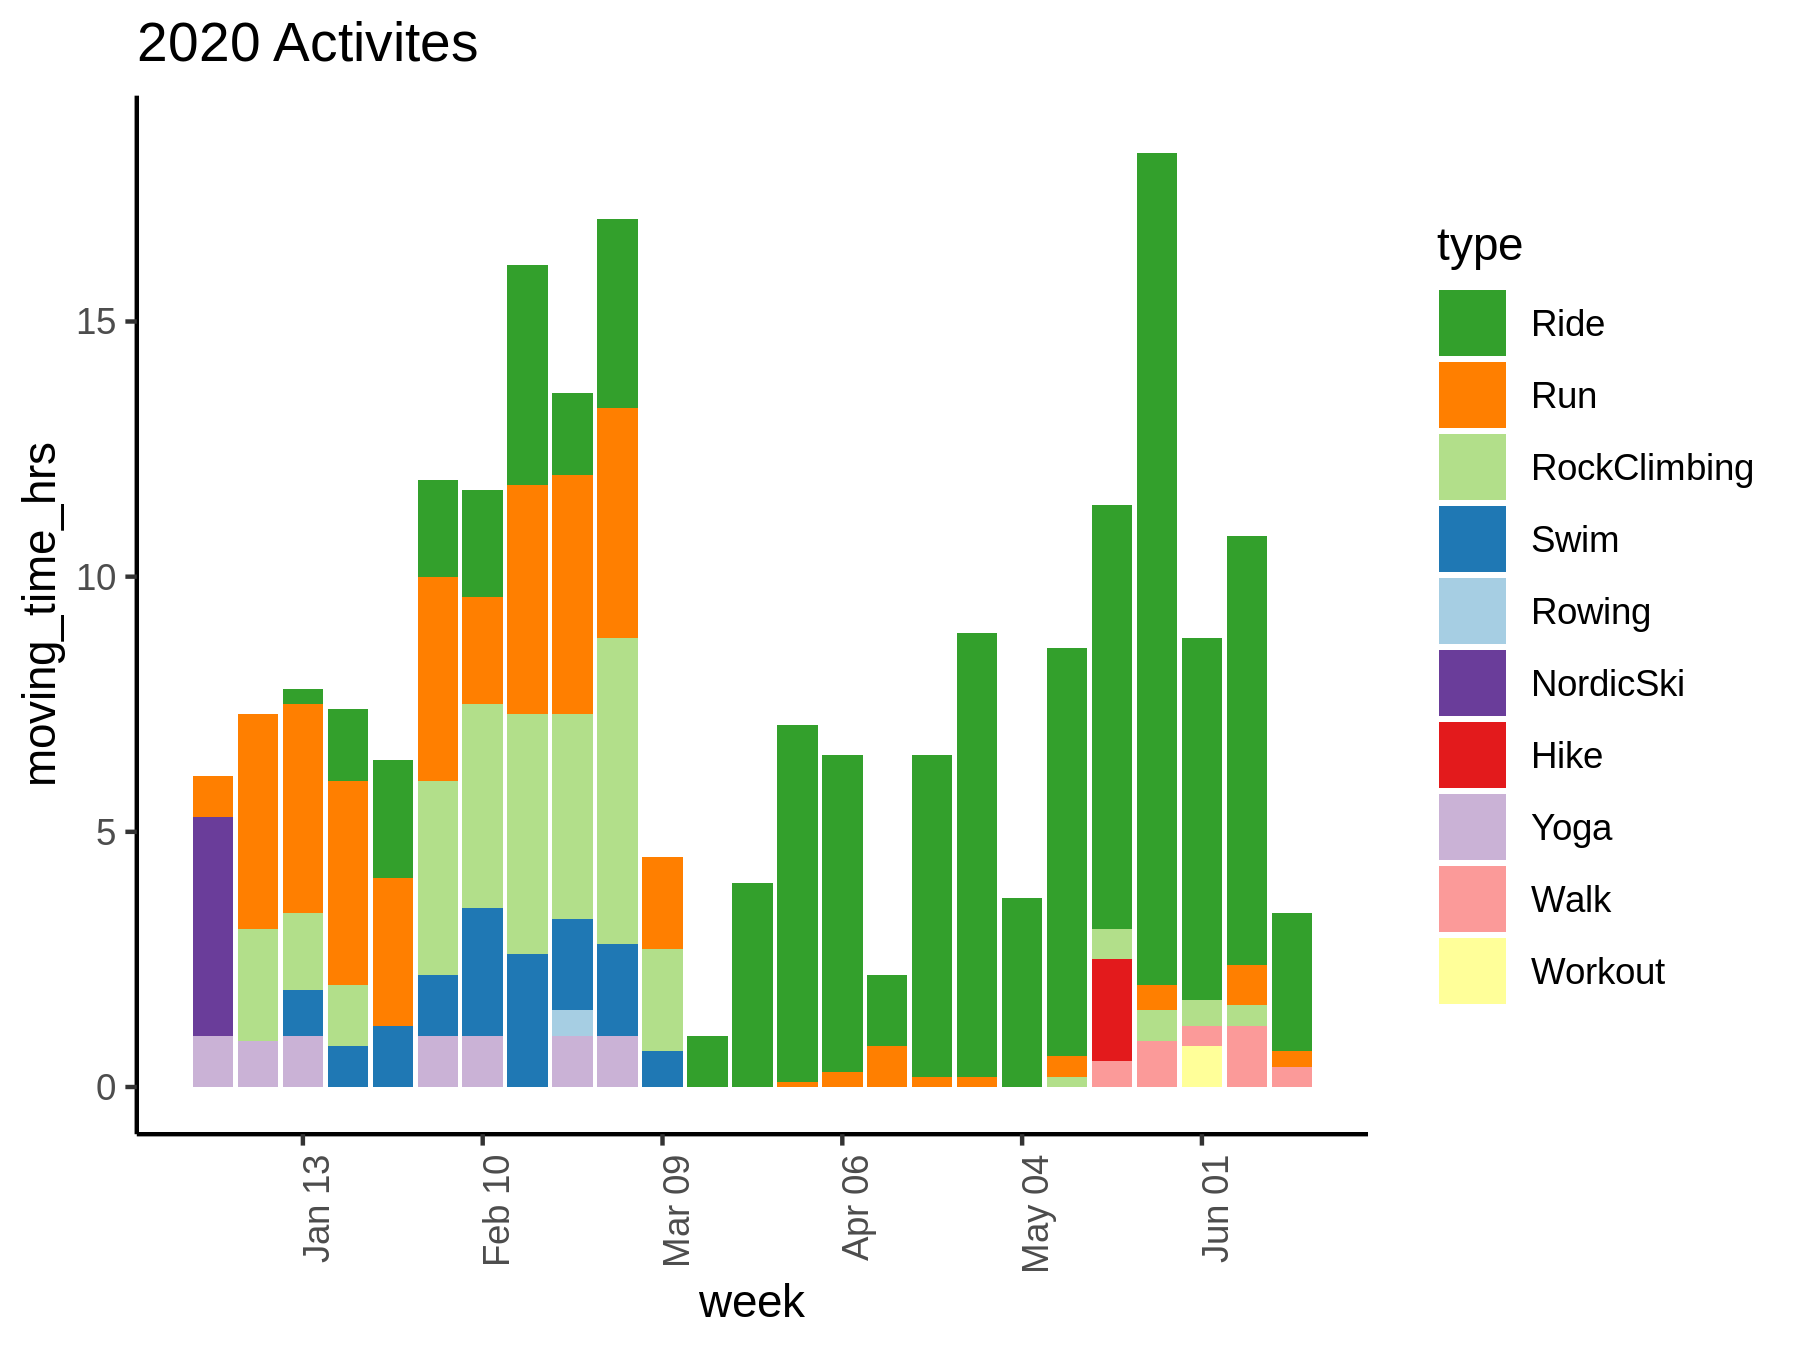 2020 Activites
moving_time_hrs
15
10
5
0
Jan 13
Feb 10
Mar 09
Apr 06
May 04
Jun 01
week
type
Ride
Run
RockClimbing
Swim
Rowing
NordicSki
Hike
Yoga
Walk
Workout